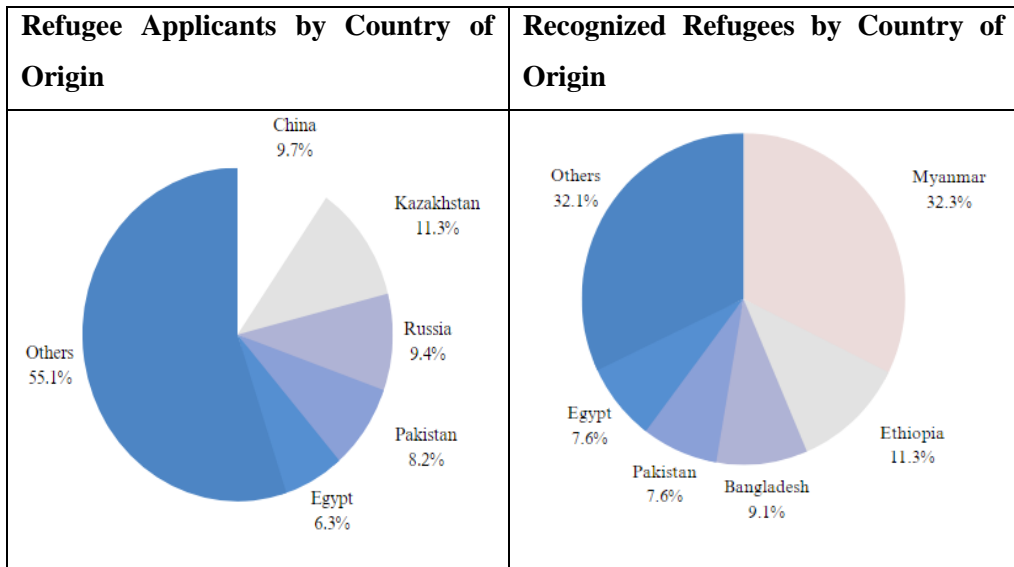 Refugee Applicants by Country of
Origin
Recognized Refugees by Country of
Origin
China
9.7%
Kazakhstan
11.3%
Russia
9.4%
Pakistan
8.2%
Egypt
6.3%
Others
55.1%
Myanmar
32.3%
Ethiopia
11.3%
Bangladesh
9.1%
Pakistan
7.6%
Egypt
7.6%
Others
32.1%